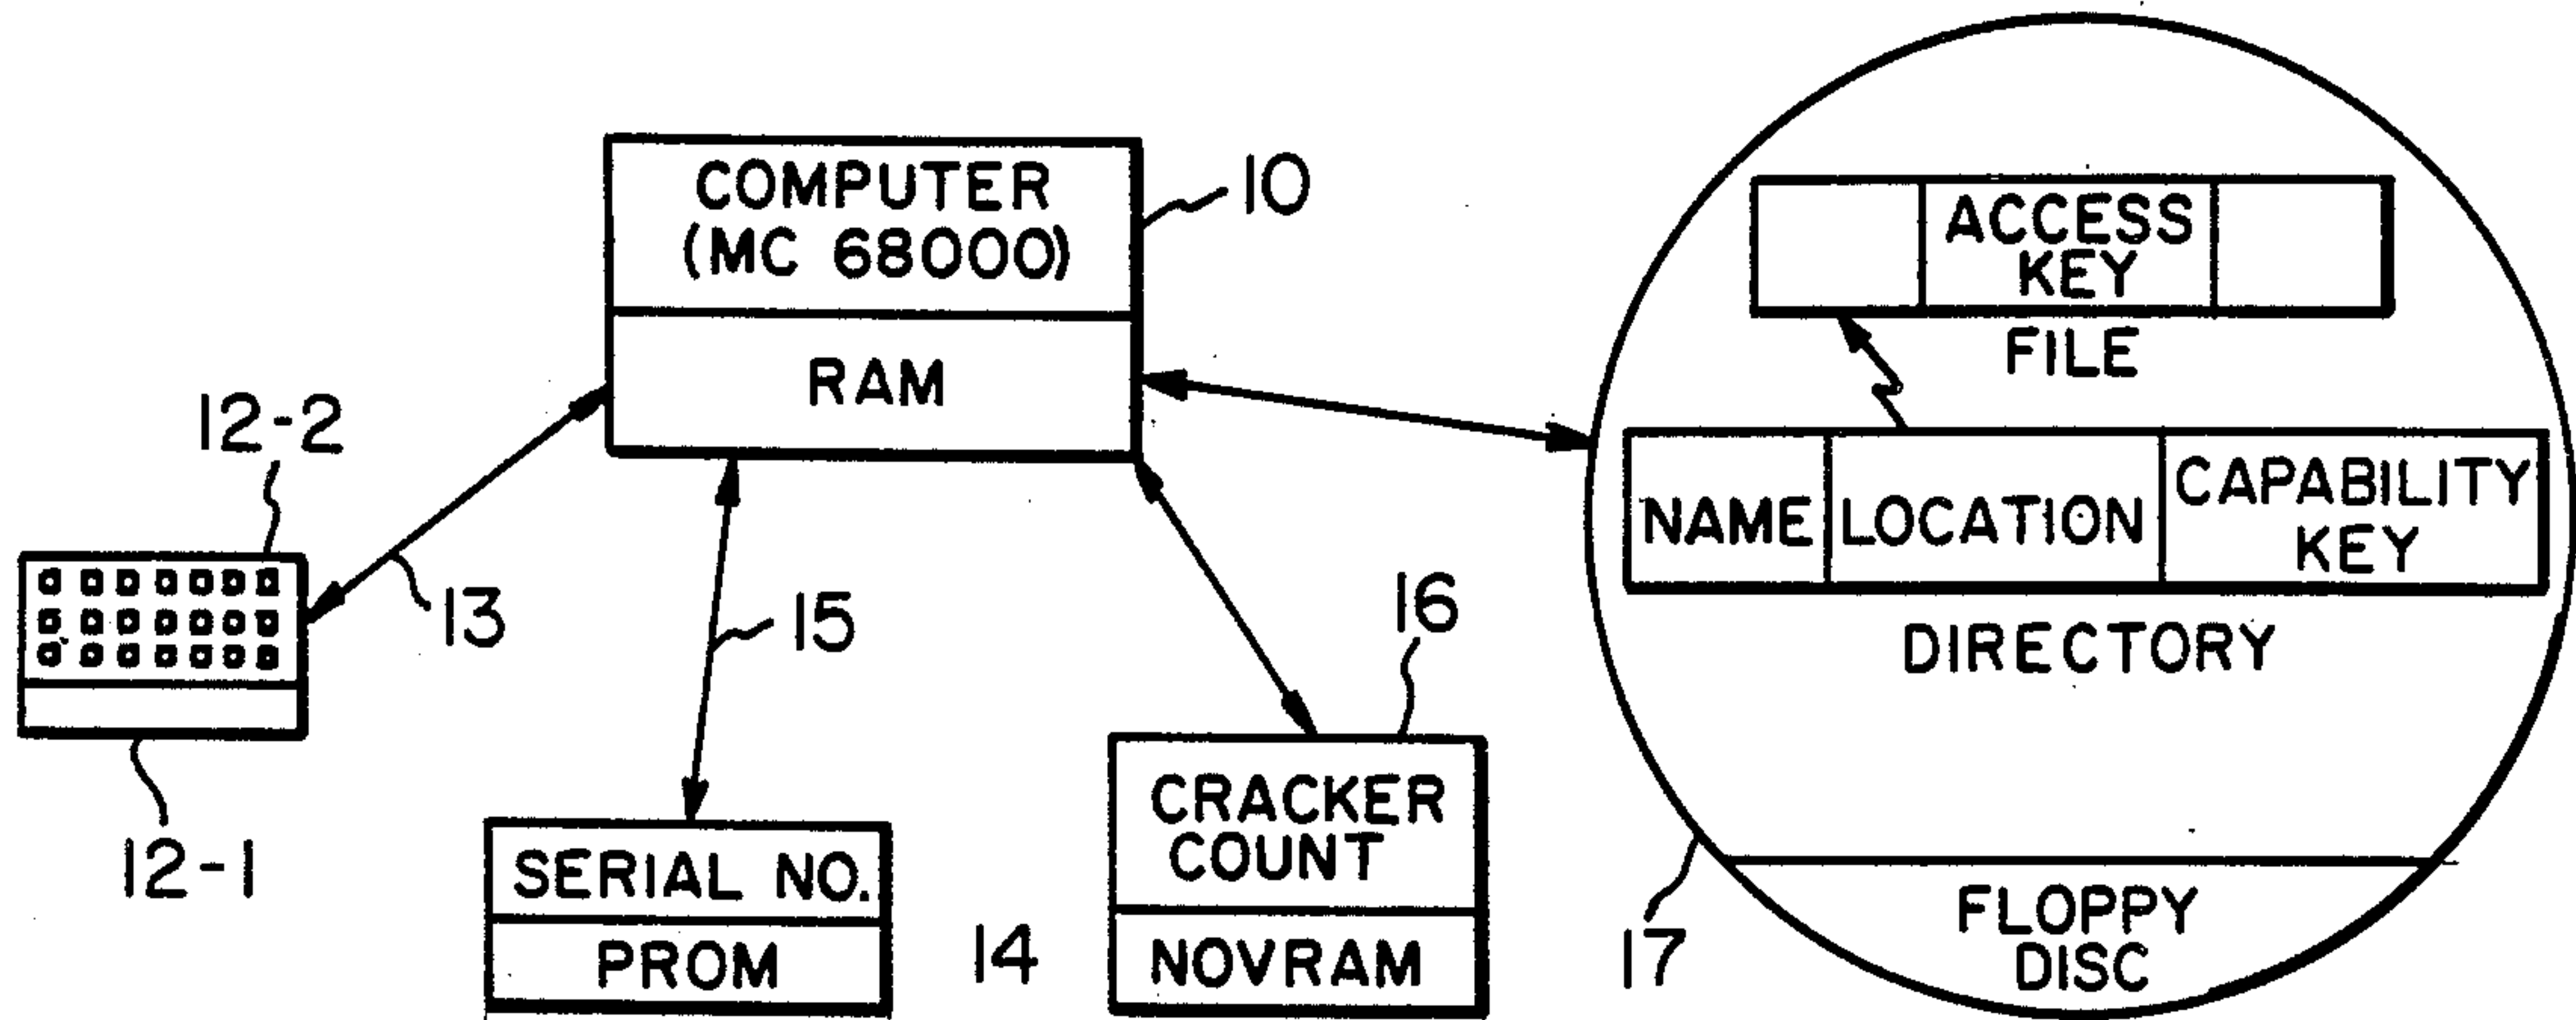 COMPUTER
(MC 68000)
RAM
10
12-2
13
12-1
15
SERIAL NO.
PROM
14
16
CRACKER
COUNT
NOVRAM
ACCESS
KEY
FILE
NAME
LOCATION
CAPABILITY
KEY
DIRECTORY
17
FLOPPY
DISC